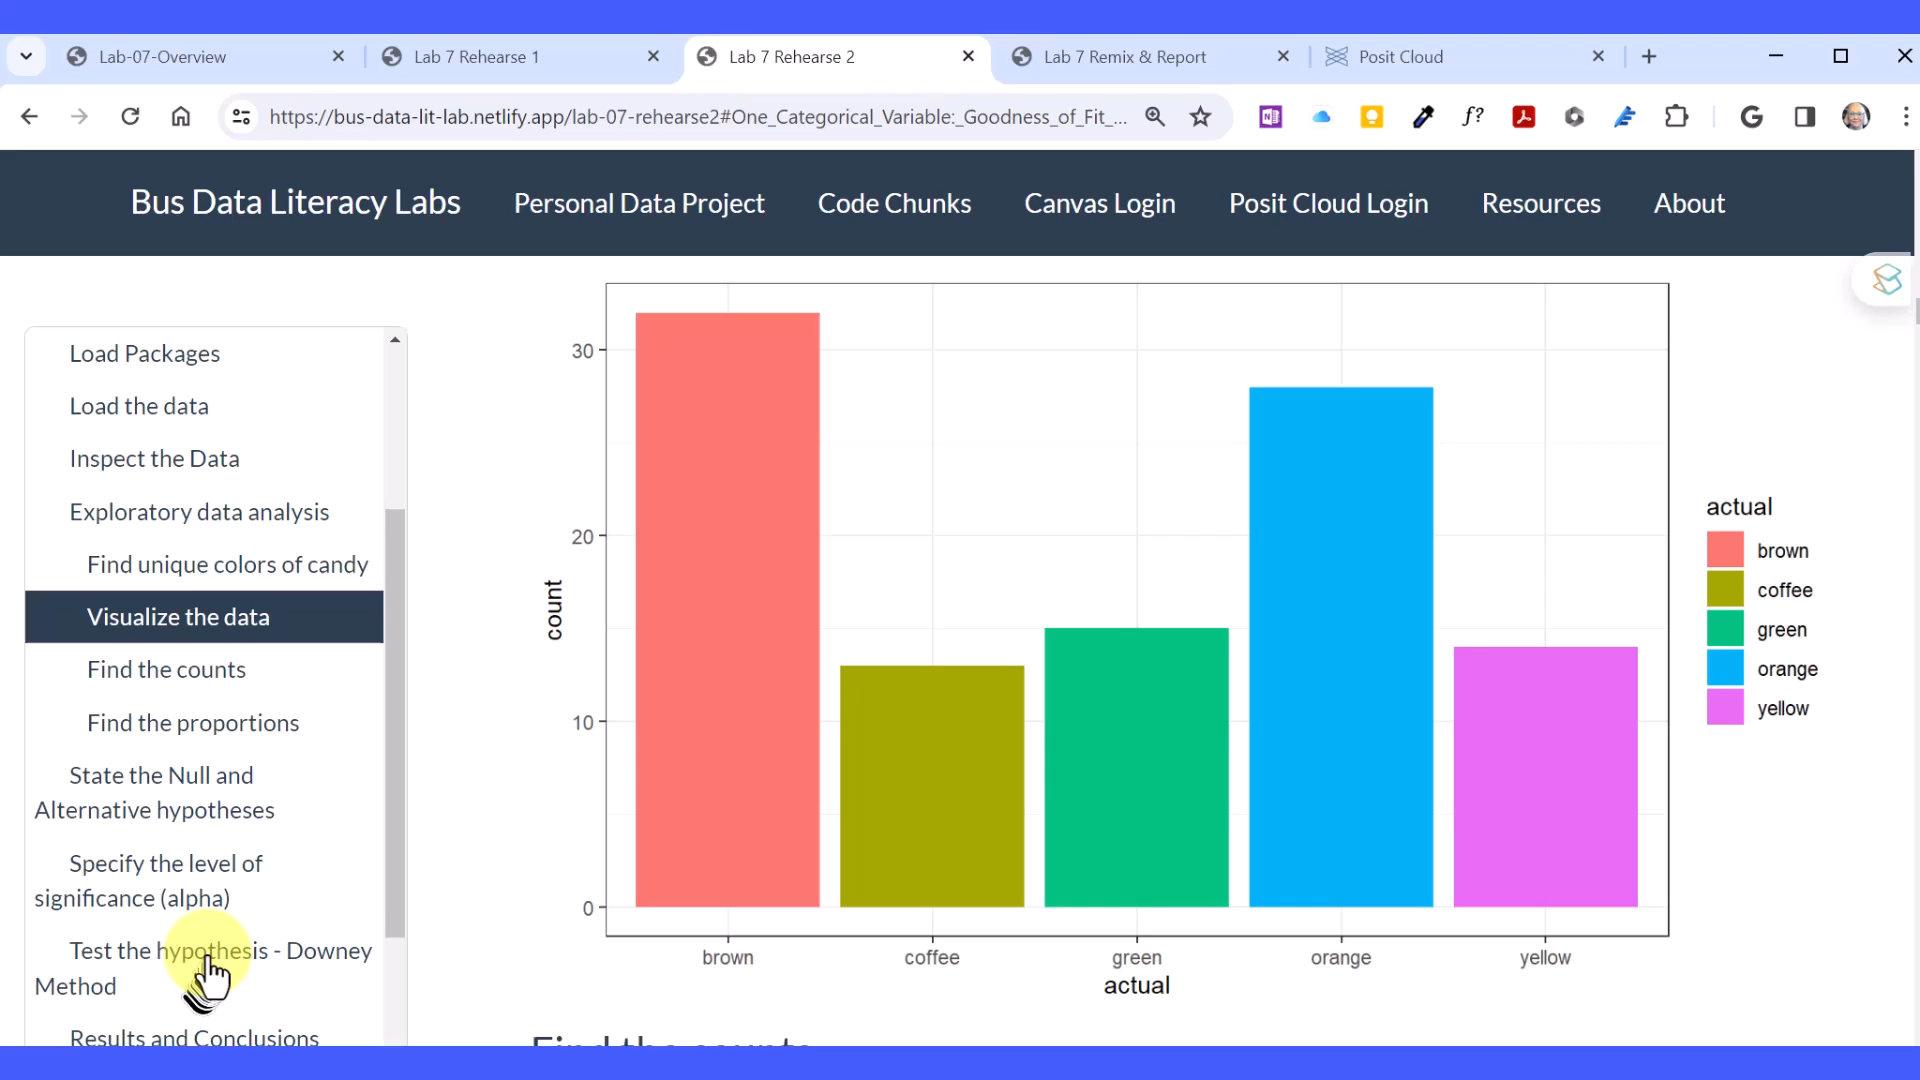 Lab-07-Overview
Lab 7 Rehearse 1
Lab 7 Rehearse 2
Lab 7 Remix & Report
Posit Cloud
https://bus-data-lit-lab.netlify.app/lab-07-rehearse2#One_Categorical_Variable:_Goodness_of_Fit_...
f?
G
Bus Data Literacy Labs
Personal Data Project
Code Chunks
Canvas Login
Posit Cloud Login
Resources
About
Load Packages
Load the data
Inspect the Data
Exploratory data analysis
Find unique colors of candy
Visualize the data
Find the counts
Find the proportions
State the Null and
Alternative hypotheses
Specify the level of
significance (alpha)
Test the hypothesis - Downey
Method
Results and Conclusions
30
20
10
0
count
brown
coffee
green
orange
yellow
actual
actual
brown
coffee
green
orange
yellow
Find the counts